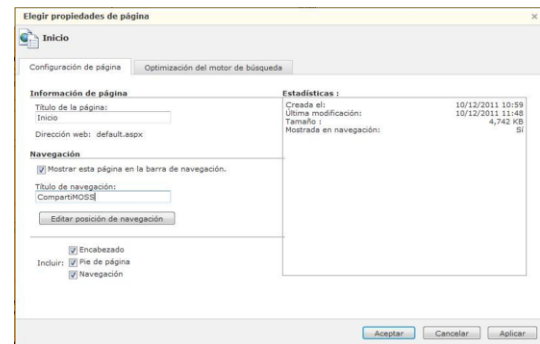 Elegir propiedades de página
Inicio
Configuración de página
Optimización del motor de búsqueda
Información de página
Título de la página:
Inicio
Dirección web: default.aspx
Navegación
Mostrar esta página en la barra de navegación.
Título de navegación:
CompartiMOSS
Editar posición de navegación
Incluir:
Encabezado
Pie de página
Navegación
Estadísticas :
Creada el: 10/12/2011 10:59
Última modificación: 10/12/2011 11:48
Tamaño : 4,742 KB
Mostrada en navegación: Sí
Aceptar
Cancelar
Aplicar